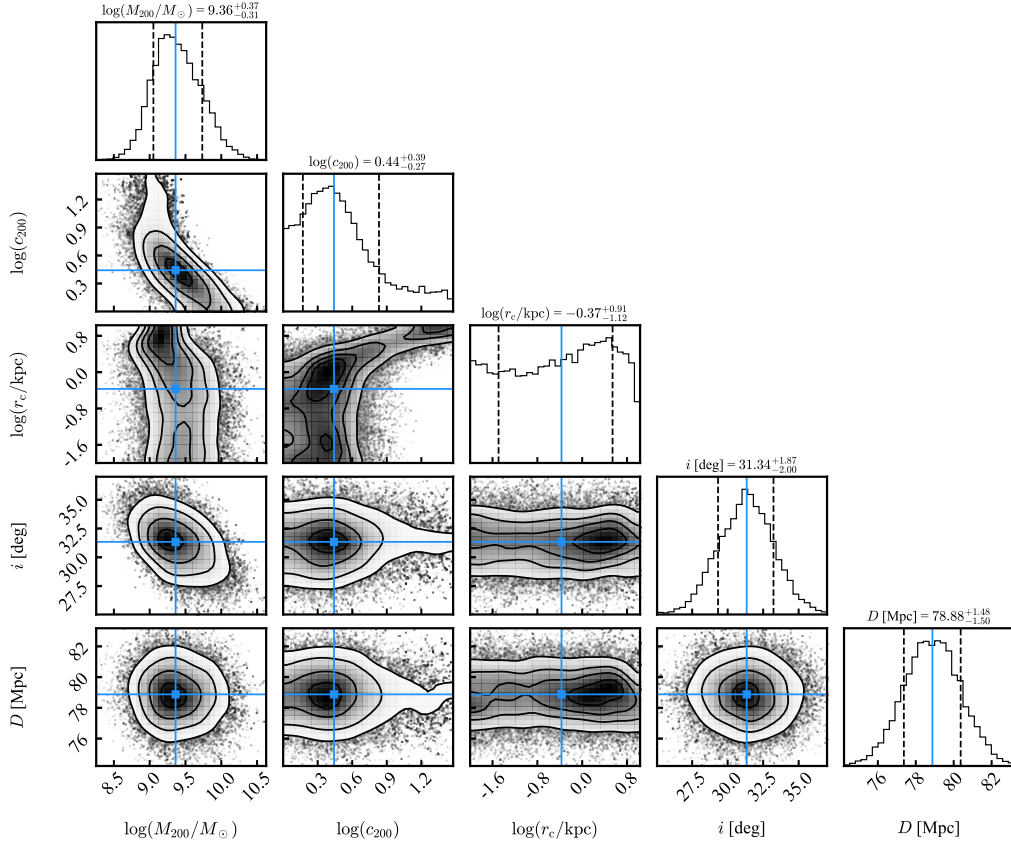 log(M₂₀₀/M☉) = 9.36⁺⁰·³⁷₋₀.₃₁
log(c₂₀₀) = 0.44⁺⁰·³⁹₋₀.₂₇
log(c₂₀₀)
1.2
0.9
0.6
0.3
log(r_c/kpc) = −0.37⁺⁰·⁹¹₋₁.₁₂
log(r_c/kpc)
0.8
0.0
-0.8
-1.6
i [deg] = 31.34⁺¹·⁸⁷₋₂.₀₀
i [deg]
35.0
32.5
30.0
27.5
D [Mpc] = 78.88⁺¹·⁴⁸₋₁.₅₀
D [Mpc]
82
80
78
76
8.5 9.0 9.5 10.0 10.5 0.3 0.6 0.9 1.2 -1.6 -0.8 0.0 0.8 27.5 30.0 32.5 35.0 76 78 80 82
log(M₂₀₀/M☉) log(c₂₀₀) log(r_c/kpc) i [deg] D [Mpc]